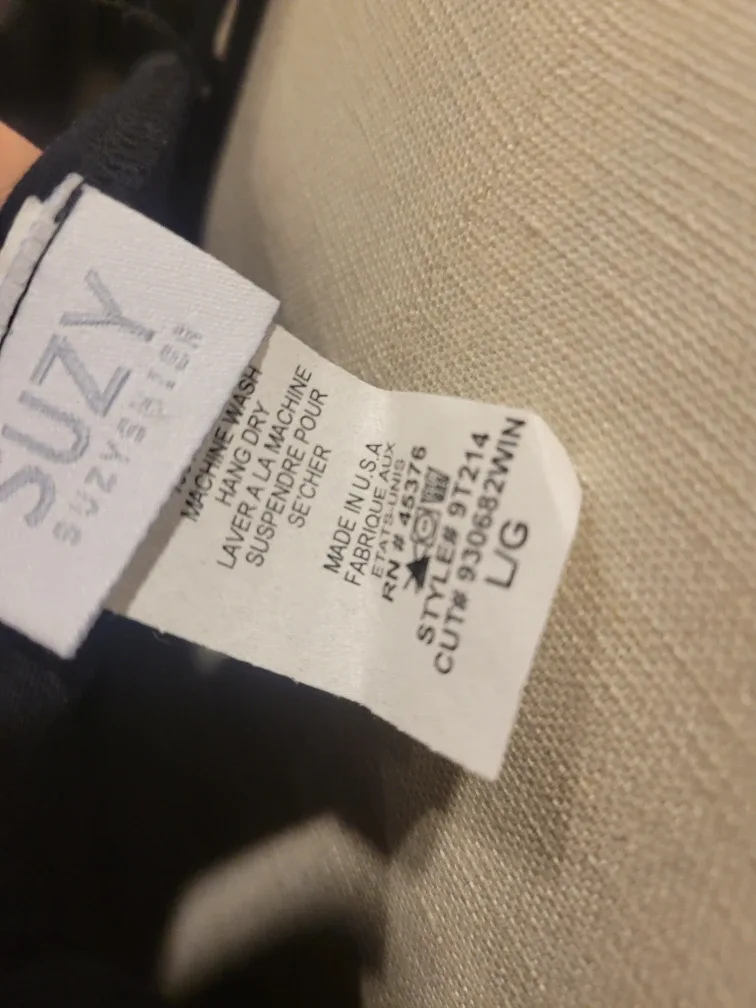 SUZY
SUZY SHIER
MACHINE WASH
HANG DRY
LAVER A LA MACHINE
SUSPENDRE POUR
SE'CHER
MADE IN U.S.A
FABRIQUE AUX
ETATS-UNIS
RN # 45376
STYLE# 9T214
CUT# 930682WIN
L/G